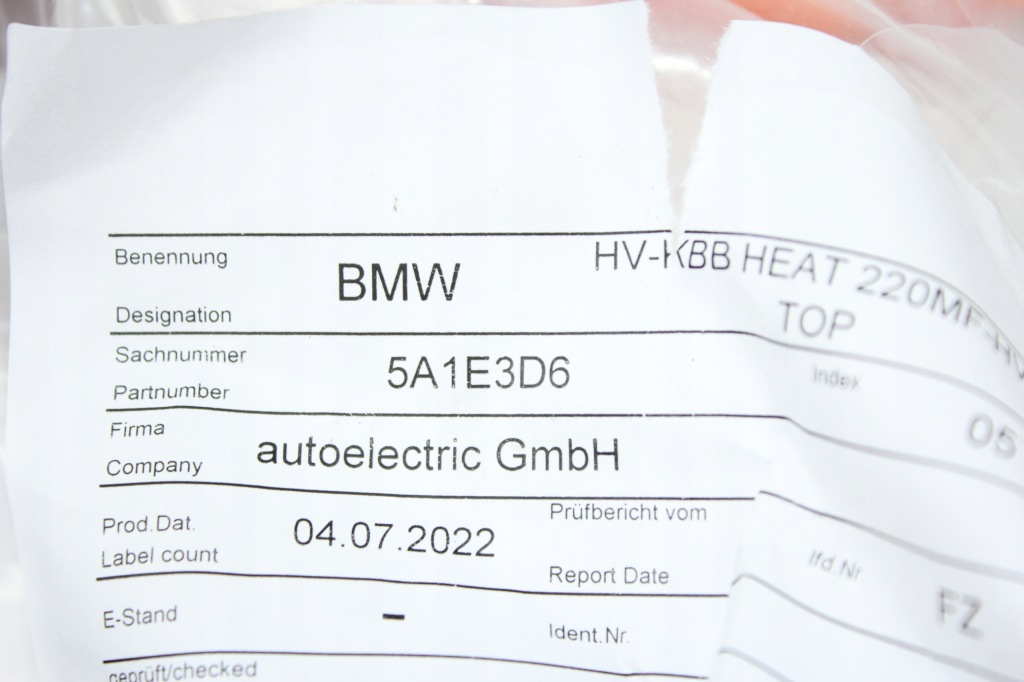 Benennung
Designation
BMW
HV-KBB HEAT 220MF-HV
TOP
Sachnummer
Partnumber
5A1E3D6
Index
05
Firma
Company
autoelectric GmbH
Prod.Dat.
Label count
04.07.2022
Prüfbericht vom
Report Date
lfd.Nr
FZ
E-Stand
-
Ident.Nr.
geprüft/checked